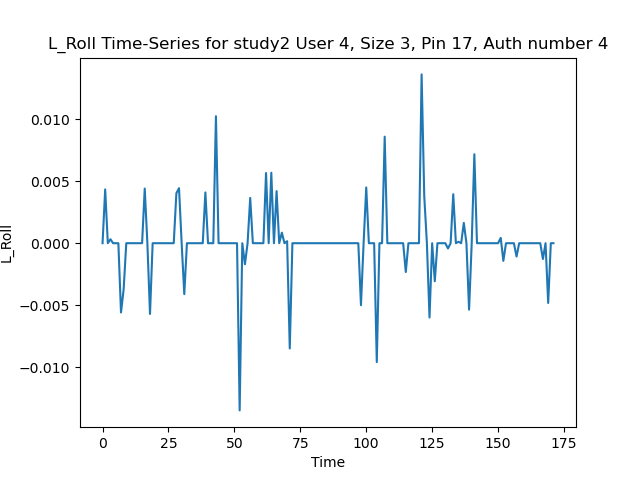 L_Roll Time-Series for study2 User 4, Size 3, Pin 17, Auth number 4
L_Roll
0.010
0.005
0.000
−0.005
−0.010
0 25 50 75 100 125 150 175
Time